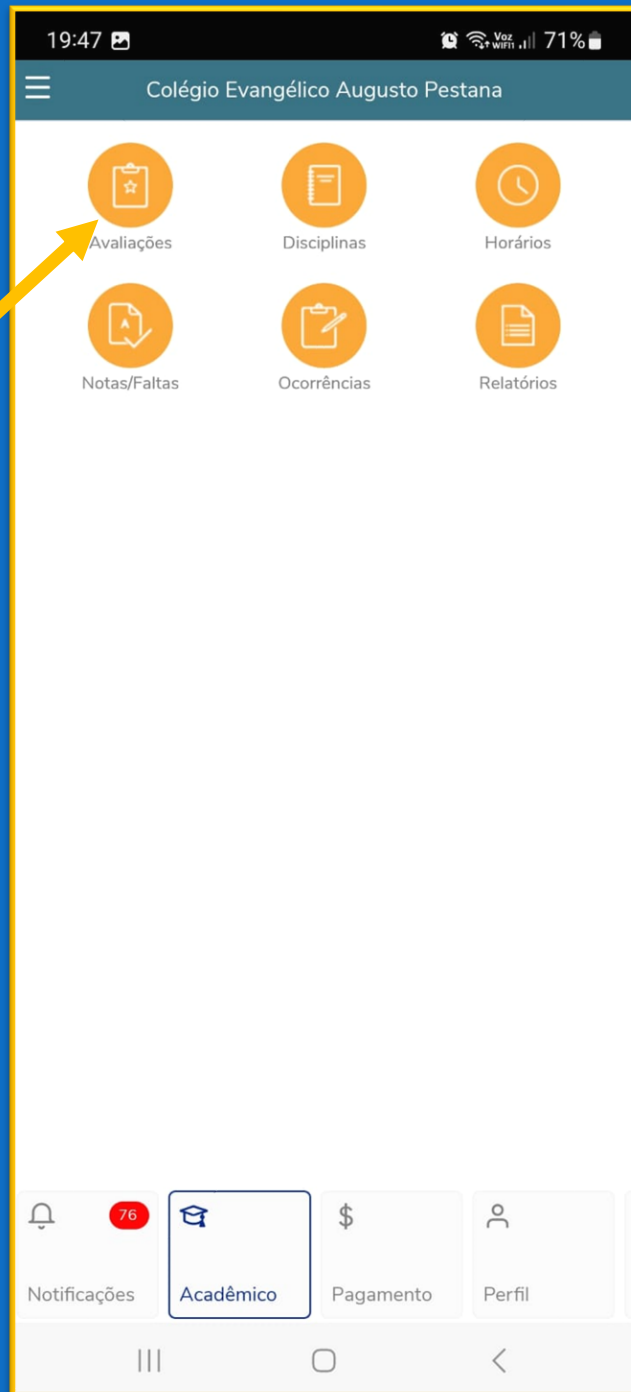 19:47 Voz WiFi1 71%
Colégio Evangélico Augusto Pestana
Avaliações Disciplinas Horários
A
Notas/Faltas Ocorrências Relatórios
76 $
Notificações Acadêmico Pagamento Perfil